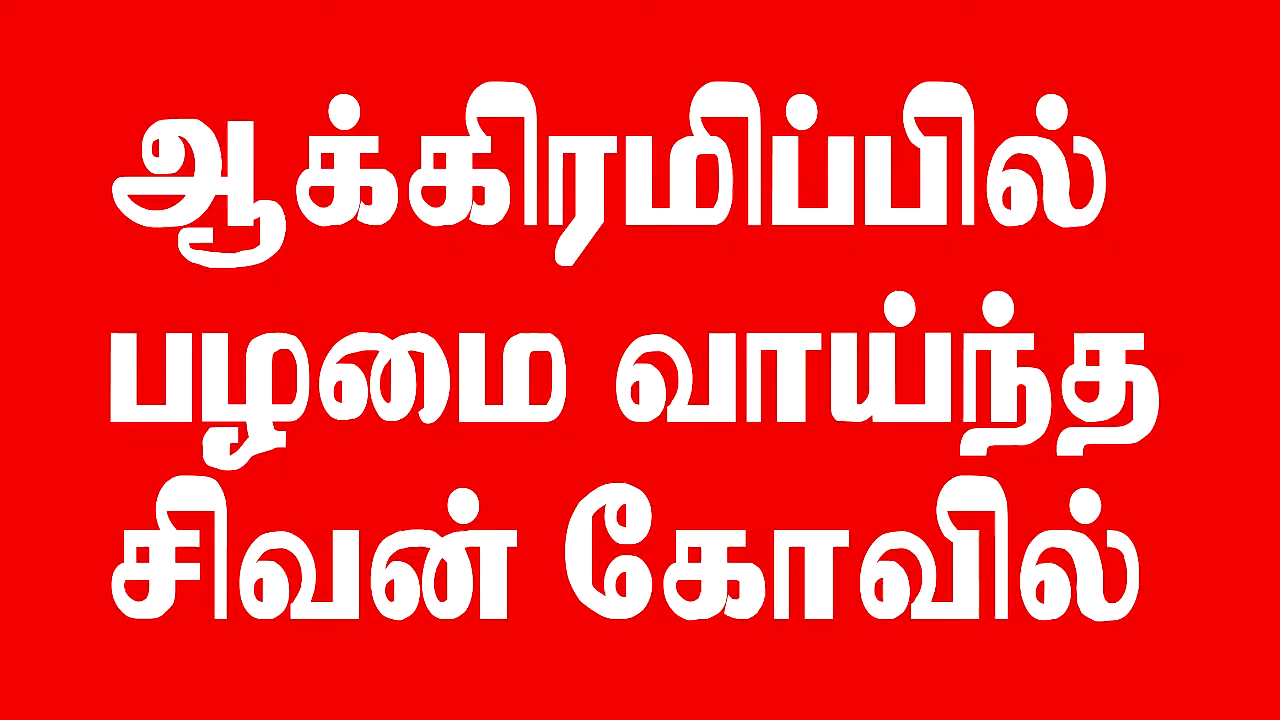 ஆக்கிரமிப்பில்
பழமை வாய்ந்த
சிவன் கோவில்